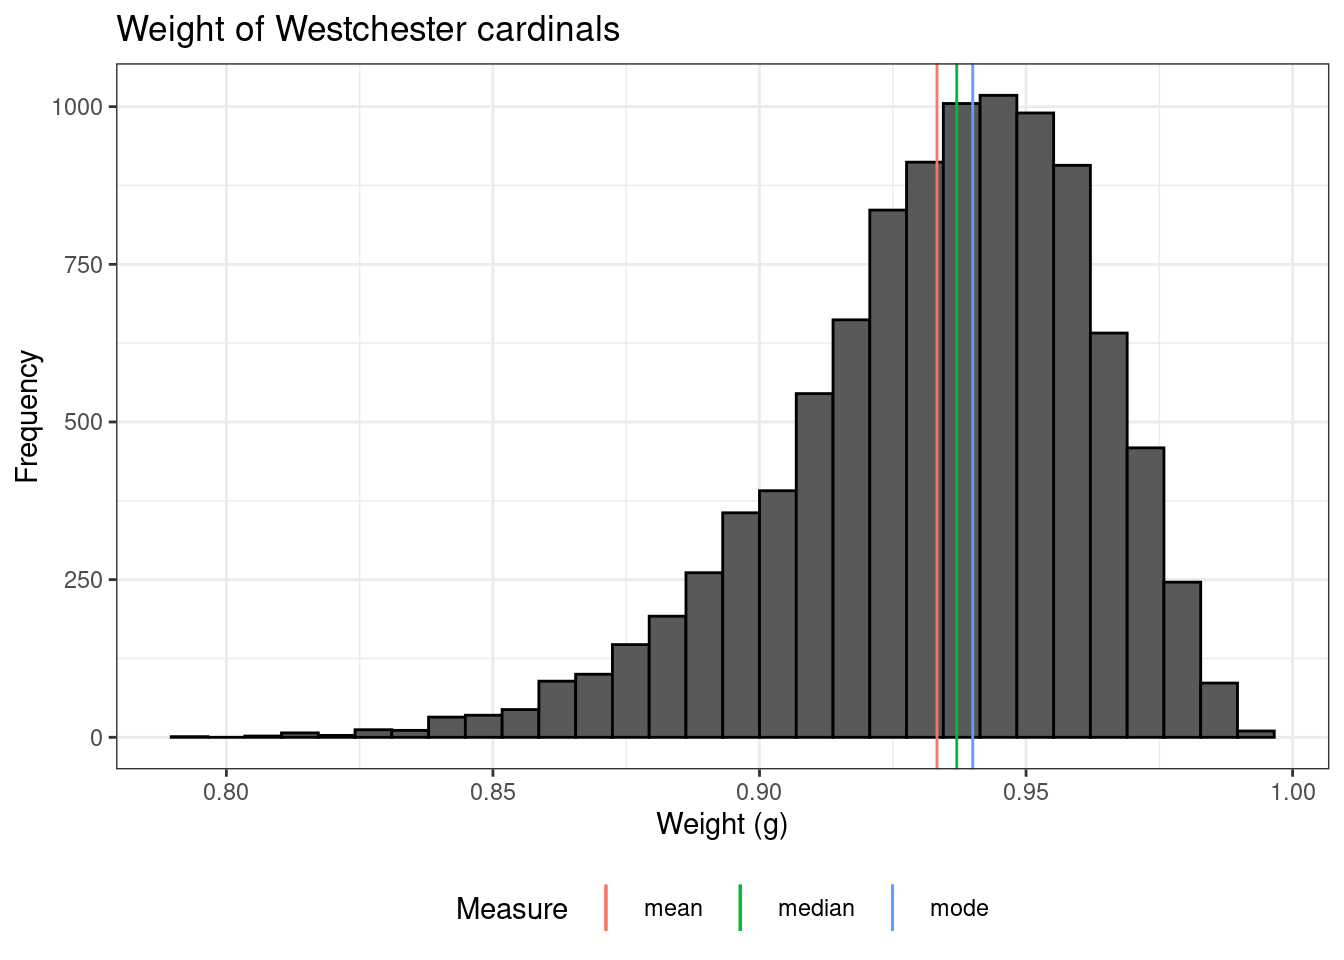 Weight of Westchester cardinals
1000
750
500
250
0
Frequency
0.80 0.85 0.90 0.95 1.00
Weight (g)
Measure mean median mode